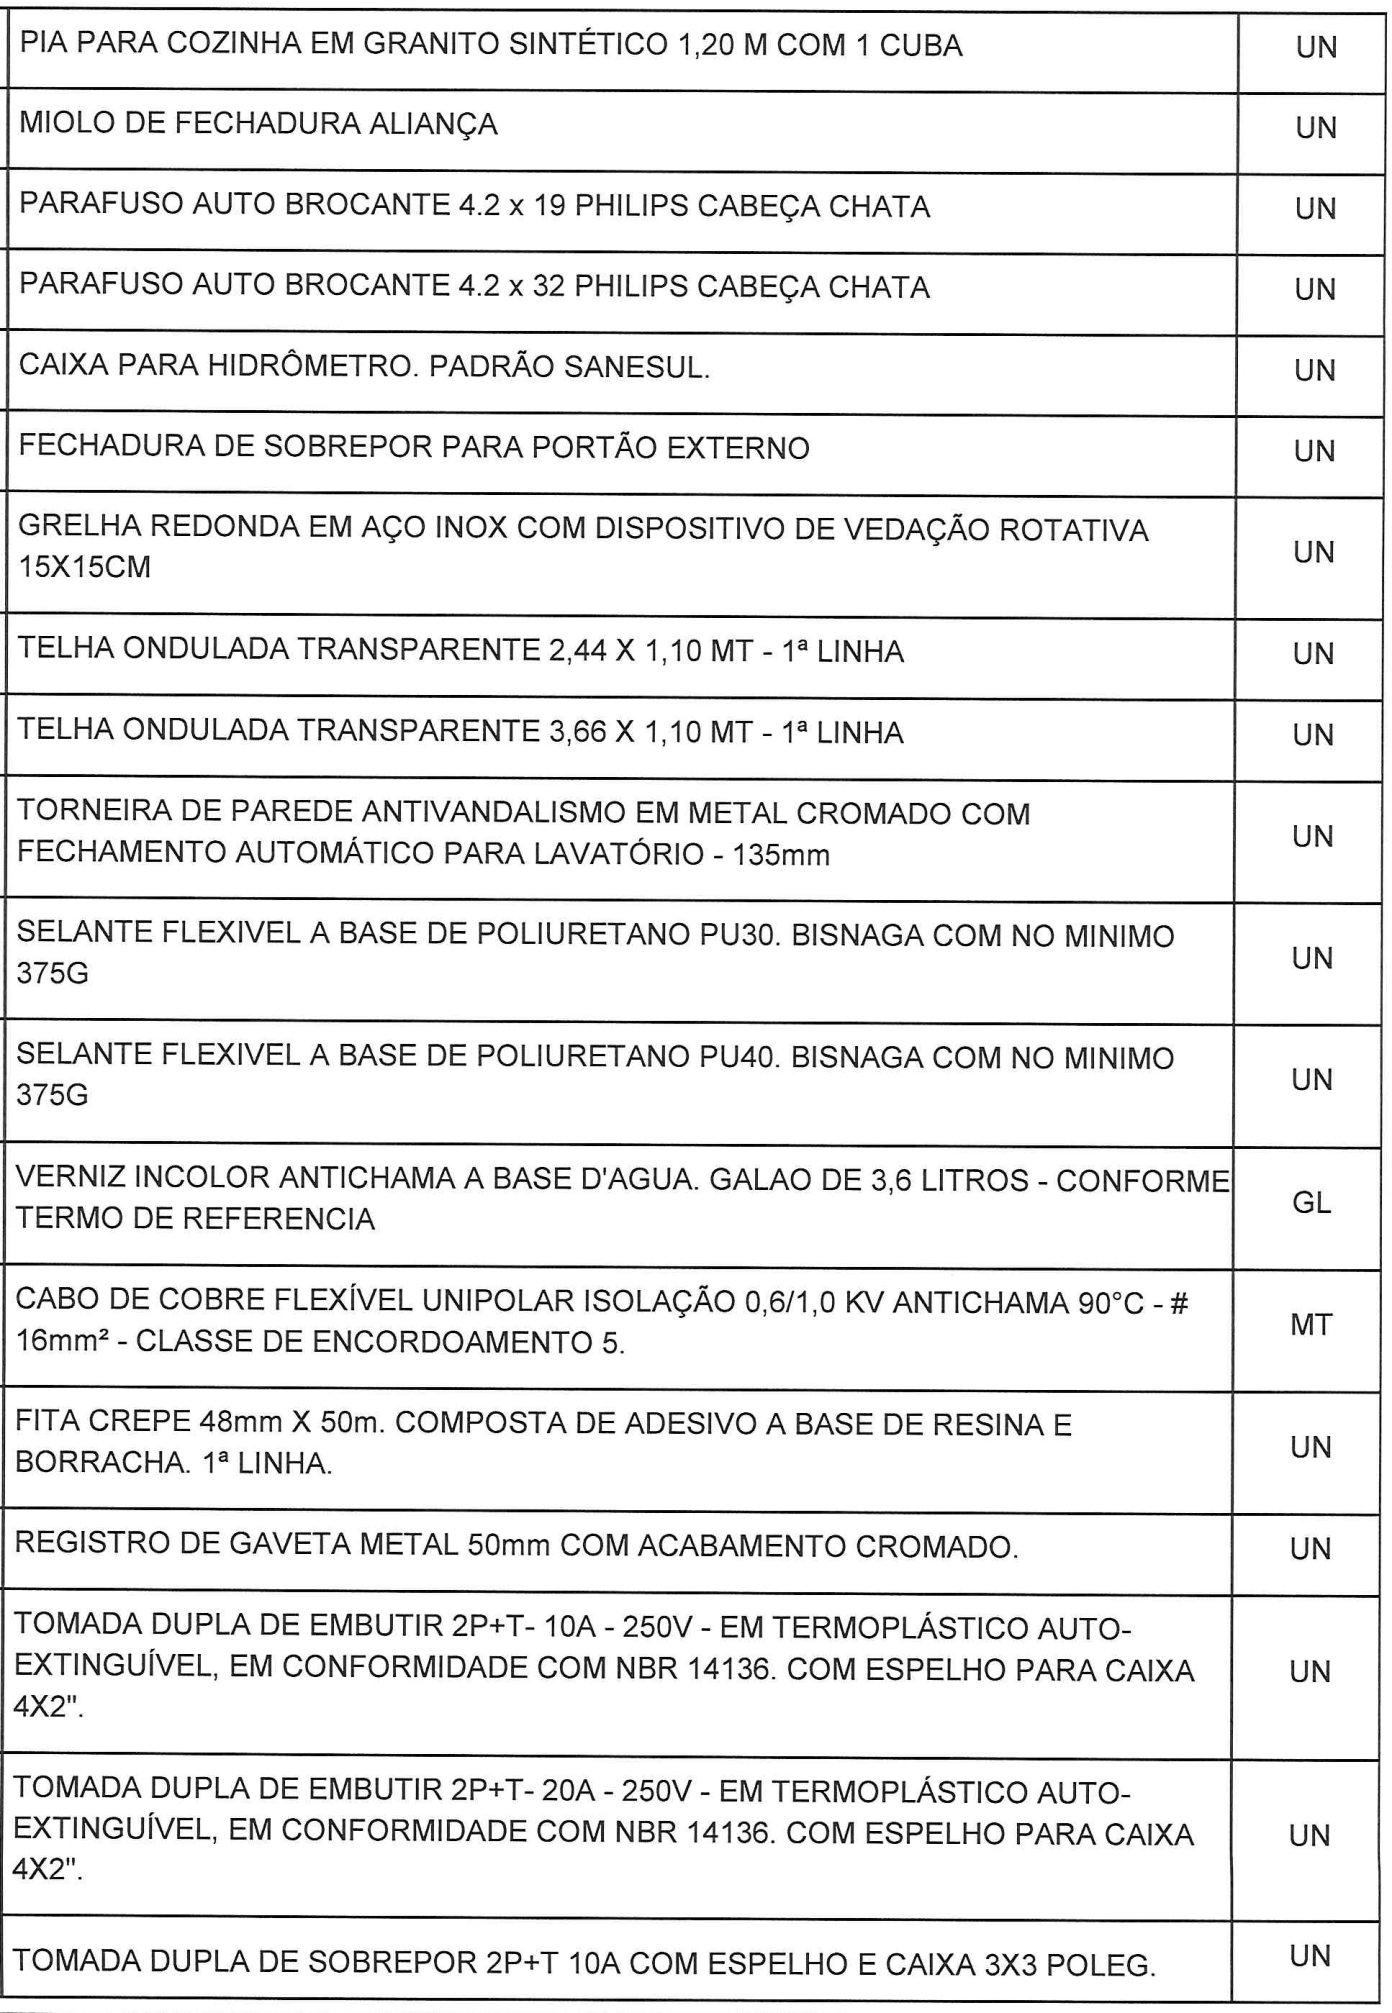 PIA PARA COZINHA EM GRANITO SINTÉTICO 1,20 M COM 1 CUBA UN
MIOLO DE FECHADURA ALIANÇA UN
PARAFUSO AUTO BROCANTE 4.2 x 19 PHILIPS CABEÇA CHATA UN
PARAFUSO AUTO BROCANTE 4.2 x 32 PHILIPS CABEÇA CHATA UN
CAIXA PARA HIDRÔMETRO. PADRÃO SANESUL. UN
FECHADURA DE SOBREPOR PARA PORTÃO EXTERNO UN
GRELHA REDONDA EM AÇO INOX COM DISPOSITIVO DE VEDAÇÃO ROTATIVA
15X15CM
UN
TELHA ONDULADA TRANSPARENTE 2,44 X 1,10 MT - 1ª LINHA UN
TELHA ONDULADA TRANSPARENTE 3,66 X 1,10 MT - 1ª LINHA UN
TORNEIRA DE PAREDE ANTIVANDALISMO EM METAL CROMADO COM
FECHAMENTO AUTOMÁTICO PARA LAVATÓRIO - 135mm
UN
SELANTE FLEXIVEL A BASE DE POLIURETANO PU30. BISNAGA COM NO MINIMO
375G
UN
SELANTE FLEXIVEL A BASE DE POLIURETANO PU40. BISNAGA COM NO MINIMO
375G
UN
VERNIZ INCOLOR ANTICHAMA A BASE D'AGUA. GALAO DE 3,6 LITROS - CONFORME
TERMO DE REFERENCIA
GL
CABO DE COBRE FLEXÍVEL UNIPOLAR ISOLAÇÃO 0,6/1,0 KV ANTICHAMA 90°C - #
16mm² - CLASSE DE ENCORDOAMENTO 5.
MT
FITA CREPE 48mm X 50m. COMPOSTA DE ADESIVO A BASE DE RESINA E
BORRACHA. 1ª LINHA.
UN
REGISTRO DE GAVETA METAL 50mm COM ACABAMENTO CROMADO. UN
TOMADA DUPLA DE EMBUTIR 2P+T- 10A - 250V - EM TERMOPLÁSTICO AUTO-
EXTINGUÍVEL, EM CONFORMIDADE COM NBR 14136. COM ESPELHO PARA CAIXA
4X2".
UN
TOMADA DUPLA DE EMBUTIR 2P+T- 20A - 250V - EM TERMOPLÁSTICO AUTO-
EXTINGUÍVEL, EM CONFORMIDADE COM NBR 14136. COM ESPELHO PARA CAIXA
4X2".
UN
TOMADA DUPLA DE SOBREPOR 2P+T 10A COM ESPELHO E CAIXA 3X3 POLEG. UN